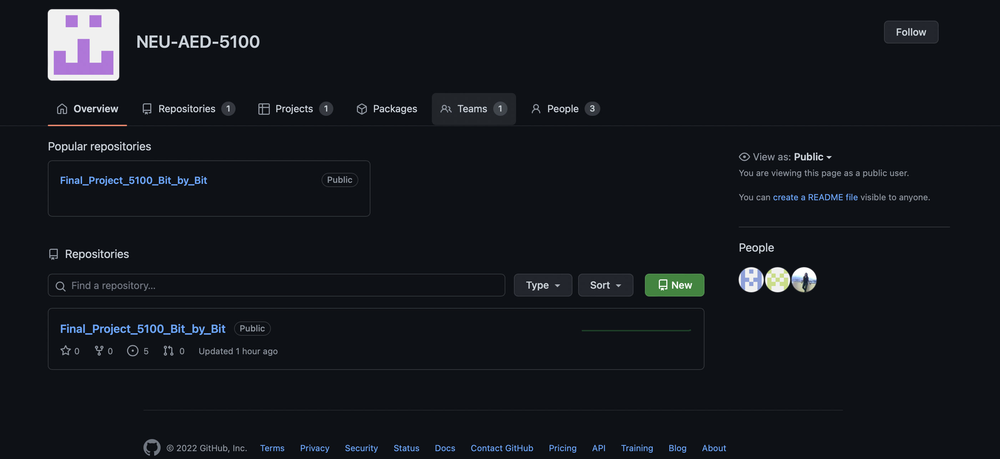 NEU-AED-5100
Follow
Overview Repositories 1 Projects 1 Packages Teams 1 People 3
Popular repositories
Final_Project_5100_Bit_by_Bit Public
View as: Public
You are viewing this page as a public user.
You can create a README file visible to anyone.
People
Repositories
Find a repository... Type Sort New
Final_Project_5100_Bit_by_Bit Public
0 0 5 0 Updated 1 hour ago
© 2022 GitHub, Inc. Terms Privacy Security Status Docs Contact GitHub Pricing API Training Blog About